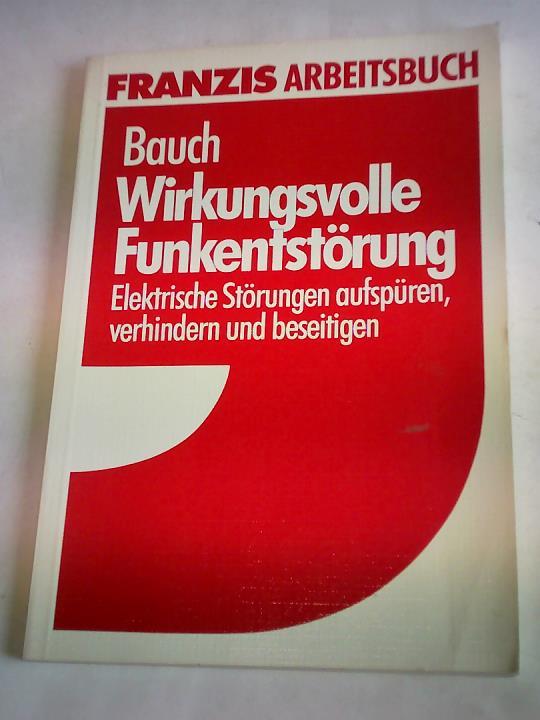 FRANZIS ARBEITSBUCH
Bauch
Wirkungsvolle
Funkentstörung
Elektrische Störungen aufspüren,
verhindern und beseitigen